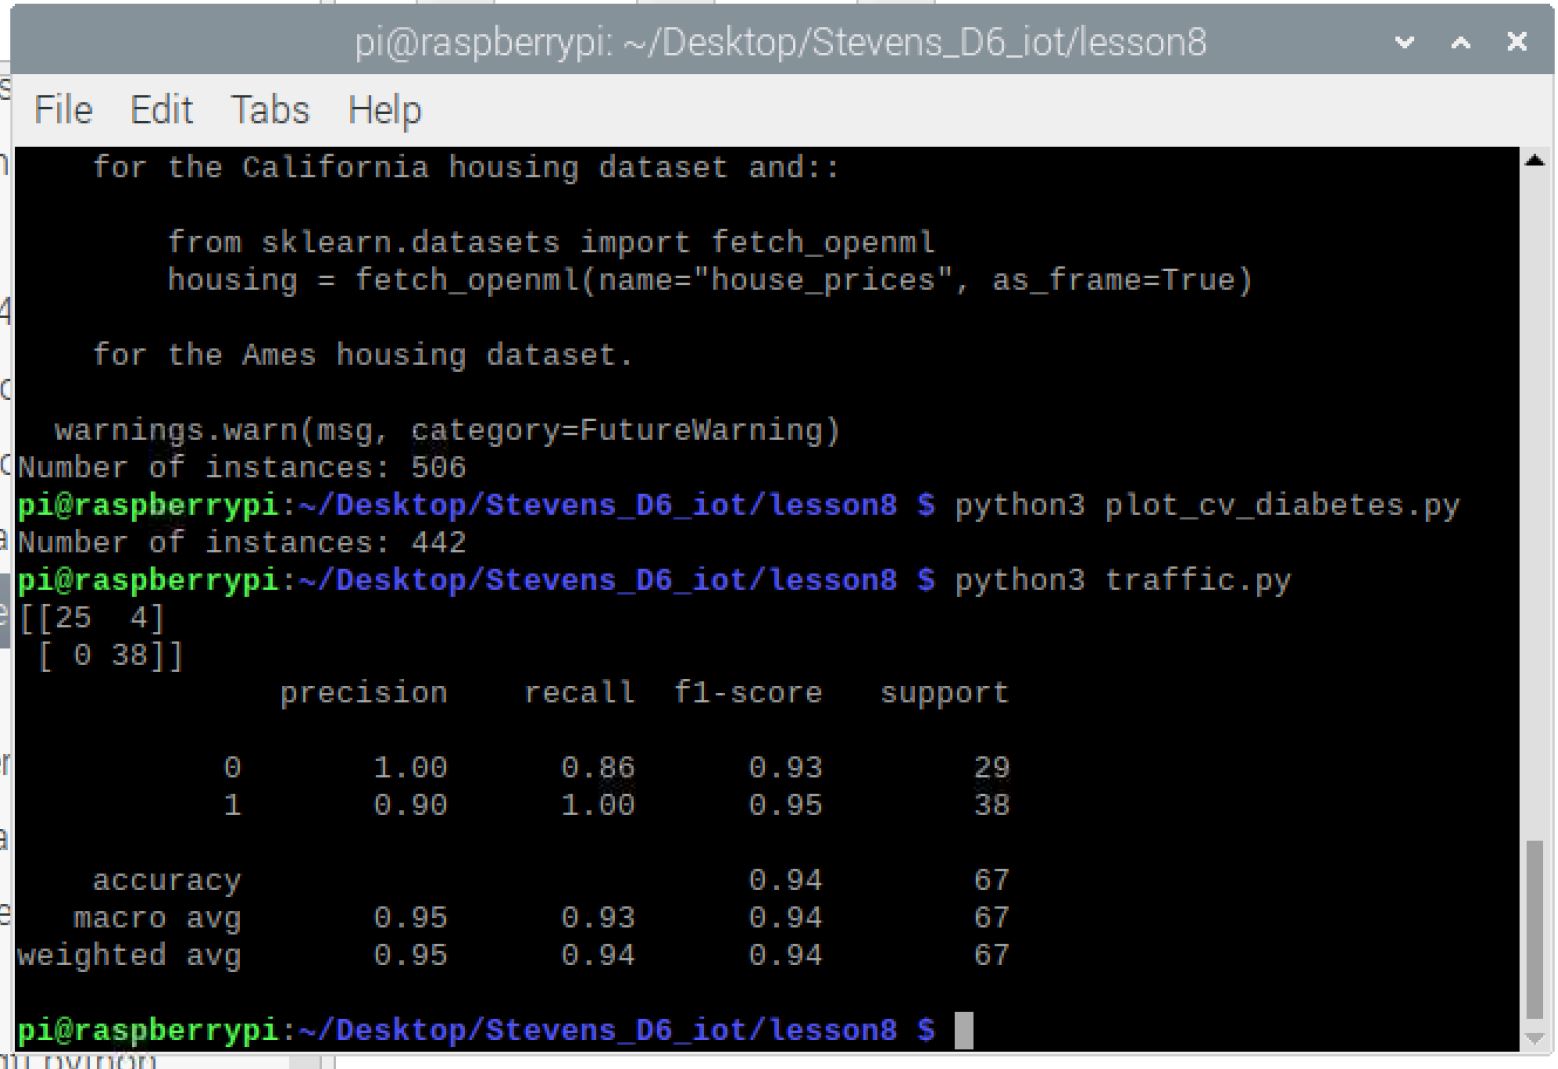 pi@raspberrypi: ~/Desktop/Stevens_D6_iot/lesson8
File Edit Tabs Help
for the California housing dataset and::
from sklearn.datasets import fetch_openml
housing = fetch_openml(name="house_prices", as_frame=True)
for the Ames housing dataset.
warnings.warn(msg, category=FutureWarning)
Number of instances: 506
pi@raspberrypi:~/Desktop/Stevens_D6_iot/lesson8 $ python3 plot_cv_diabetes.py
Number of instances: 442
pi@raspberrypi:~/Desktop/Stevens_D6_iot/lesson8 $ python3 traffic.py
[[25  4]
 [ 0 38]]
precision recall f1-score support
0 1.00 0.86 0.93 29
1 0.90 1.00 0.95 38
accuracy 0.94 67
macro avg 0.95 0.93 0.94 67
weighted avg 0.95 0.94 0.94 67
pi@raspberrypi:~/Desktop/Stevens_D6_iot/lesson8 $